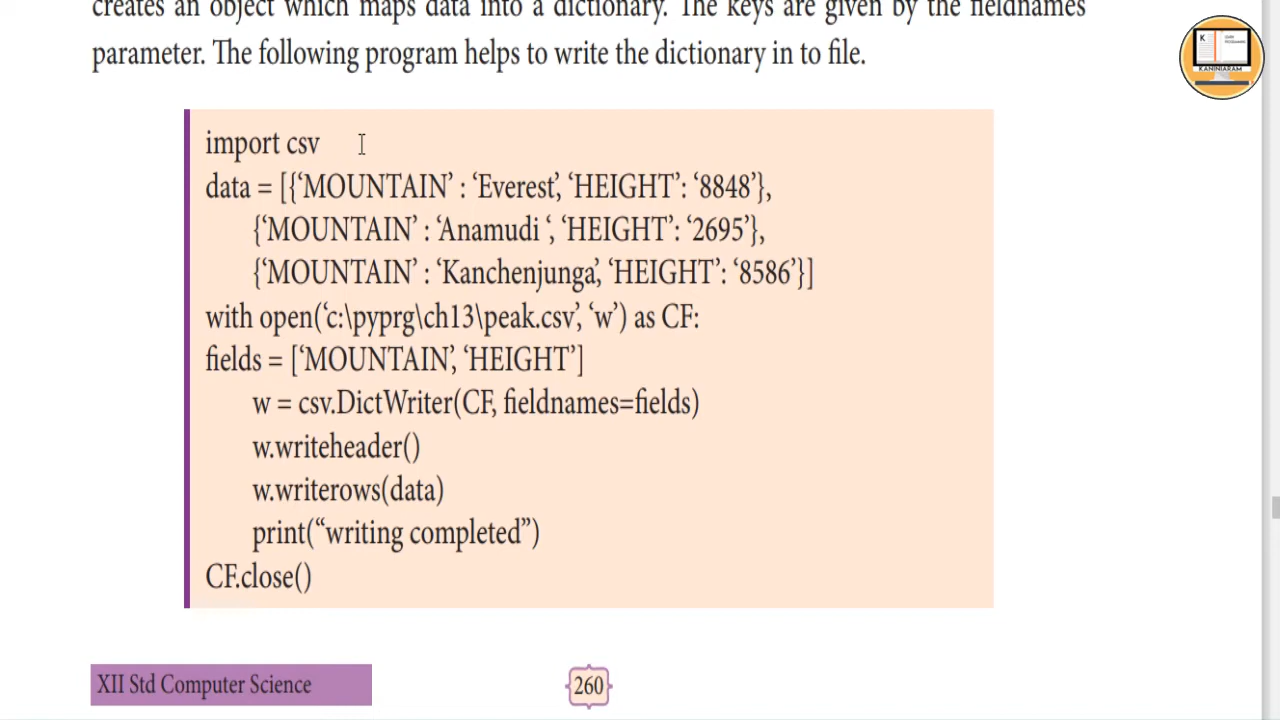 creates an object which maps data into a dictionary. The keys are given by the fieldnames
parameter. The following program helps to write the dictionary in to file.
K
KANINIARAM
import csv
data = [{‘MOUNTAIN’ : ‘Everest’, ‘HEIGHT’: ‘8848’},
{‘MOUNTAIN’ : ‘Anamudi ‘, ‘HEIGHT’: ‘2695’},
{‘MOUNTAIN’ : ‘Kanchenjunga’, ‘HEIGHT’: ‘8586’}]
with open(‘c:\pyprg\ch13\peak.csv’, ‘w’) as CF:
fields = [‘MOUNTAIN’, ‘HEIGHT’]
w = csv.DictWriter(CF, fieldnames=fields)
w.writeheader()
w.writerows(data)
print(“writing completed”)
CF.close()
XII Std Computer Science
260